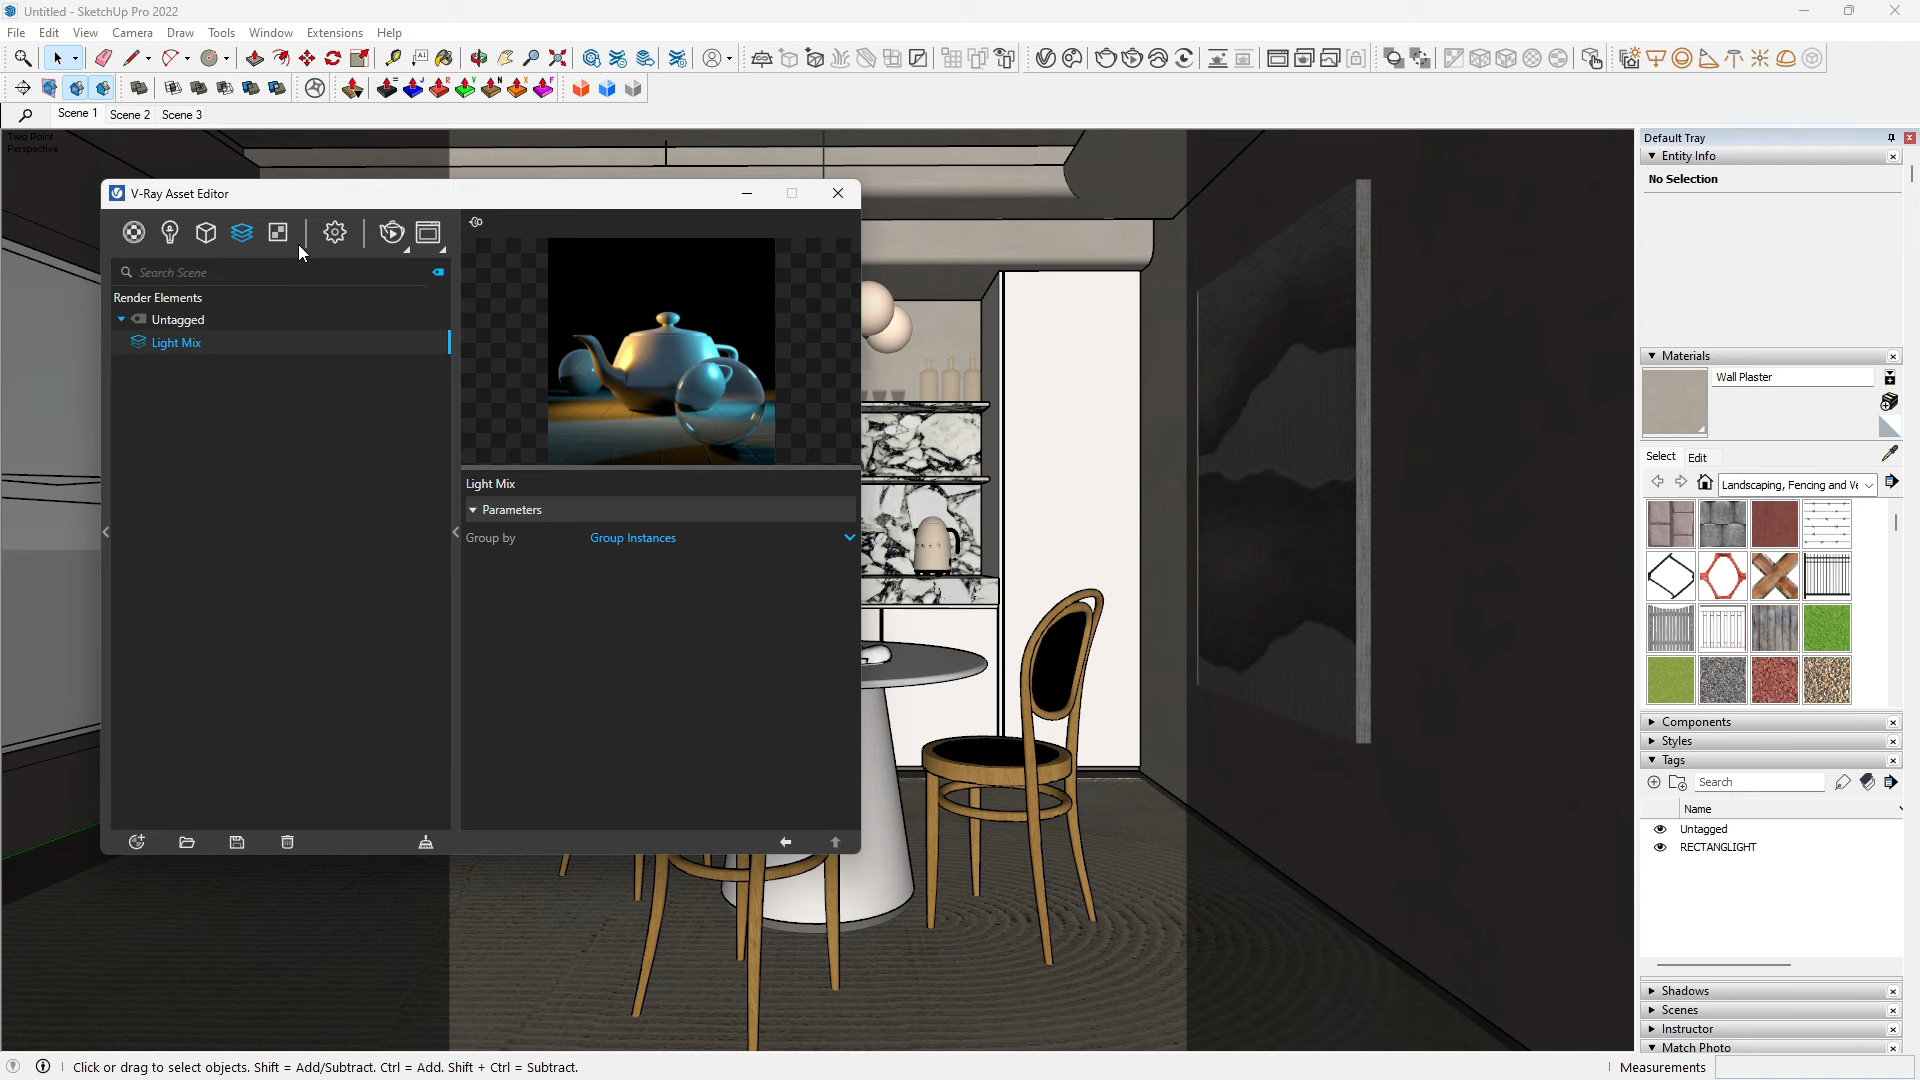 Untitled - SketchUp Pro 2022
File Edit View Camera Draw Tools Window Extensions Help
Scene 1 Scene 2 Scene 3
Two Point
Perspective
V-Ray Asset Editor
Search Scene
Render Elements
Untagged
Light Mix
Light Mix
Parameters
Group by Group Instances
Default Tray
Entity Info
No Selection
Materials
Wall Plaster
Select Edit
Landscaping, Fencing and Ve
Components
Styles
Tags
Search
Name
Untagged
RECTANGLIGHT
Shadows
Scenes
Instructor
Match Photo
Click or drag to select objects. Shift = Add/Subtract. Ctrl = Add. Shift + Ctrl = Subtract.
Measurements